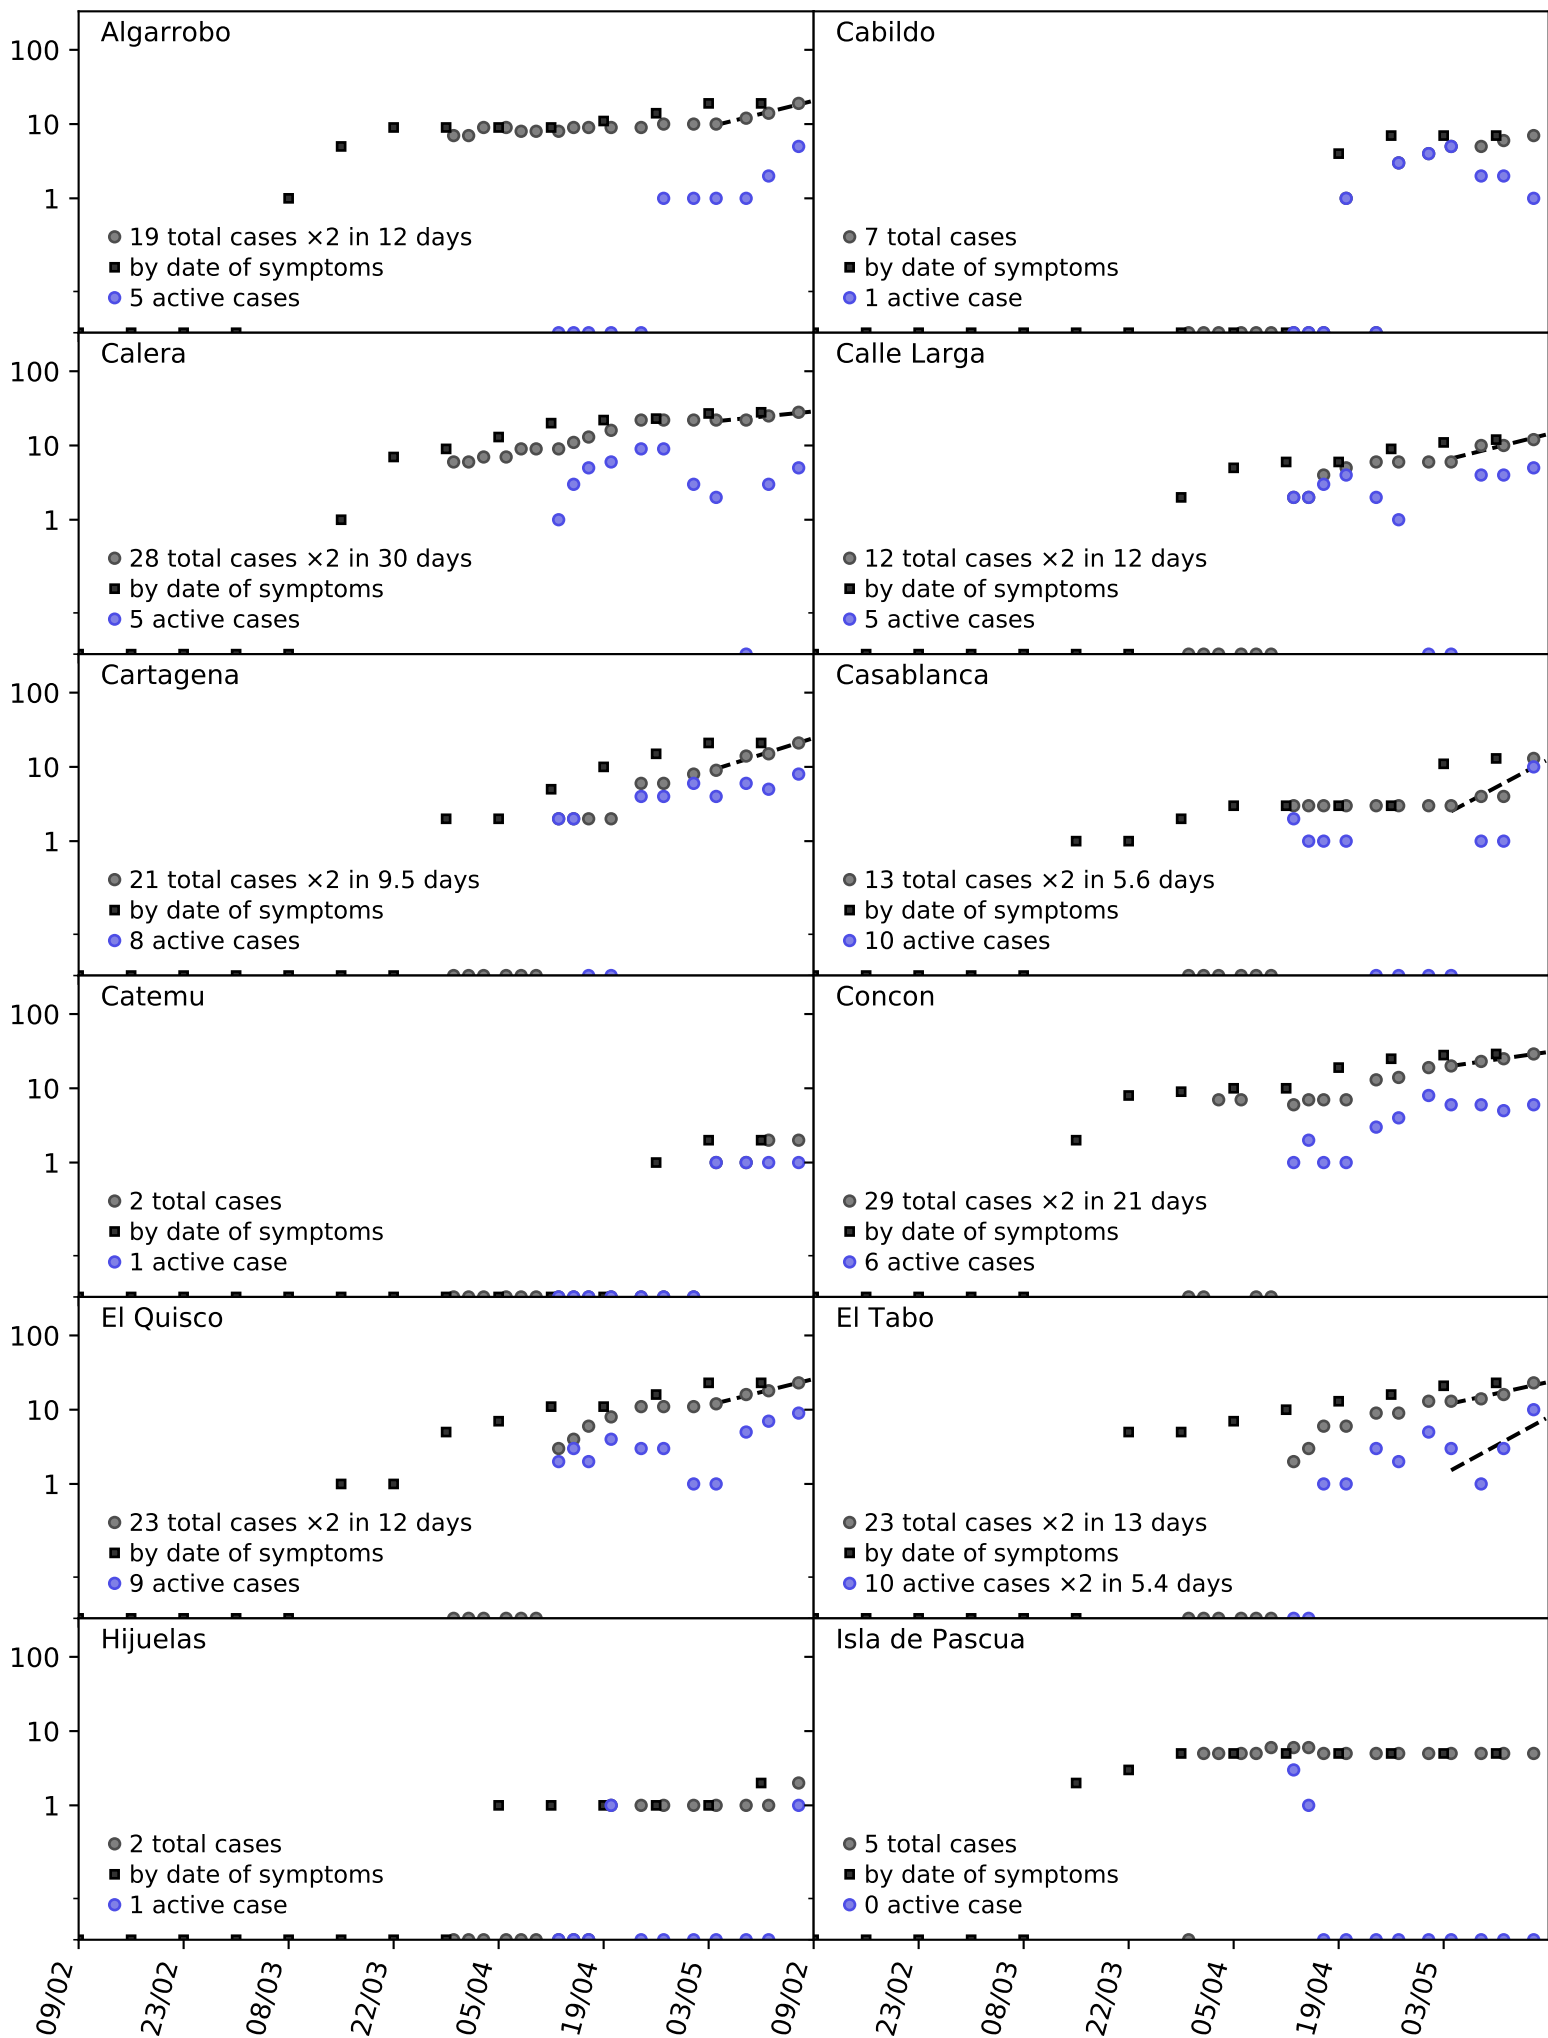 Algarrobo
100
10
1
19 total cases ×2 in 12 days
by date of symptoms
5 active cases
Cabildo
7 total cases
by date of symptoms
1 active case
Calera
100
10
1
28 total cases ×2 in 30 days
by date of symptoms
5 active cases
Calle Larga
12 total cases ×2 in 12 days
by date of symptoms
5 active cases
Cartagena
100
10
1
21 total cases ×2 in 9.5 days
by date of symptoms
8 active cases
Casablanca
13 total cases ×2 in 5.6 days
by date of symptoms
10 active cases
Catemu
100
10
1
2 total cases
by date of symptoms
1 active case
Concon
29 total cases ×2 in 21 days
by date of symptoms
6 active cases
El Quisco
100
10
1
23 total cases ×2 in 12 days
by date of symptoms
9 active cases
El Tabo
23 total cases ×2 in 13 days
by date of symptoms
10 active cases ×2 in 5.4 days
Hijuelas
100
10
1
2 total cases
by date of symptoms
1 active case
Isla de Pascua
5 total cases
by date of symptoms
0 active case
09/02
23/02
08/03
22/03
05/04
19/04
03/05
09/02
23/02
08/03
22/03
05/04
19/04
03/05